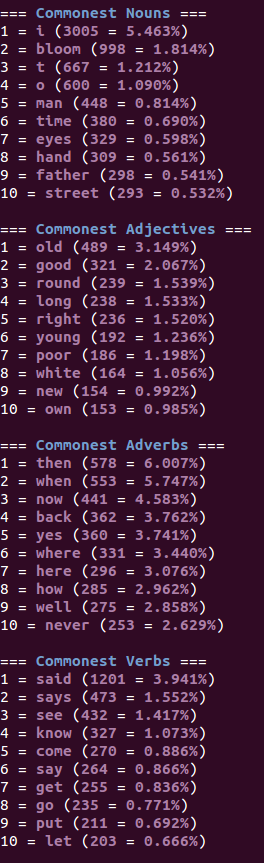 === Commonest Nouns ===
1 = i (3005 = 5.463%)
2 = bloom (998 = 1.814%)
3 = t (667 = 1.212%)
4 = o (600 = 1.090%)
5 = man (448 = 0.814%)
6 = time (380 = 0.690%)
7 = eyes (329 = 0.598%)
8 = hand (309 = 0.561%)
9 = father (298 = 0.541%)
10 = street (293 = 0.532%)

=== Commonest Adjectives ===
1 = old (489 = 3.149%)
2 = good (321 = 2.067%)
3 = round (239 = 1.539%)
4 = long (238 = 1.533%)
5 = right (236 = 1.520%)
6 = young (192 = 1.236%)
7 = poor (186 = 1.198%)
8 = white (164 = 1.056%)
9 = new (154 = 0.992%)
10 = own (153 = 0.985%)

=== Commonest Adverbs ===
1 = then (578 = 6.007%)
2 = when (553 = 5.747%)
3 = now (441 = 4.583%)
4 = back (362 = 3.762%)
5 = yes (360 = 3.741%)
6 = where (331 = 3.440%)
7 = here (296 = 3.076%)
8 = how (285 = 2.962%)
9 = well (275 = 2.858%)
10 = never (253 = 2.629%)

=== Commonest Verbs ===
1 = said (1201 = 3.941%)
2 = says (473 = 1.552%)
3 = see (432 = 1.417%)
4 = know (327 = 1.073%)
5 = come (270 = 0.886%)
6 = say (264 = 0.866%)
7 = get (255 = 0.836%)
8 = go (235 = 0.771%)
9 = put (211 = 0.692%)
10 = let (203 = 0.666%)